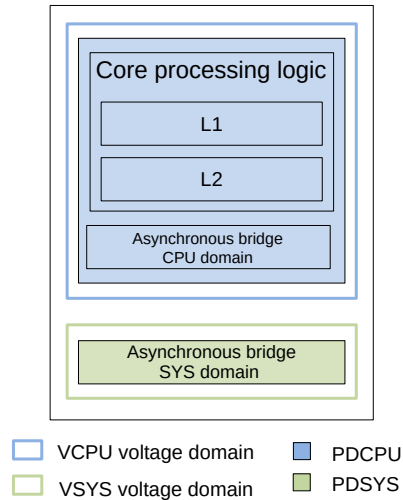 Core processing logic
L1
L2
Asynchronous bridge
CPU domain
Asynchronous bridge
SYS domain
VCPU voltage domain
PDCPU
VSYS voltage domain
PDSYS